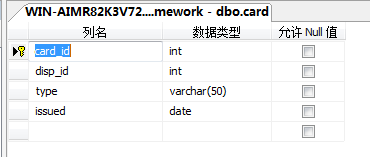 WIN-AIMR82K3V72....mework - dbo.card
列名 数据类型 允许 Null 值
card_id int
disp_id int
type varchar(50)
issued date